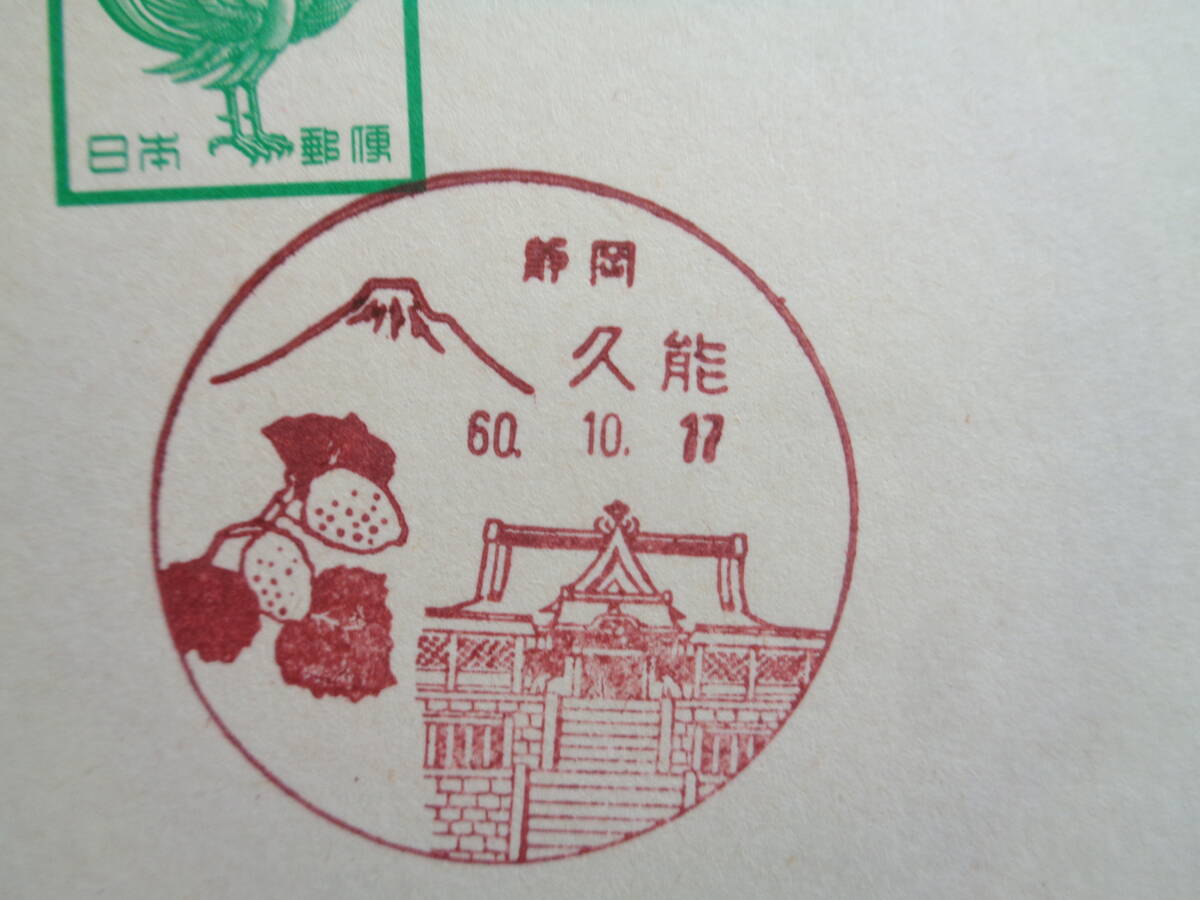 日本 郵便
静岡
久能
60. 10. 17